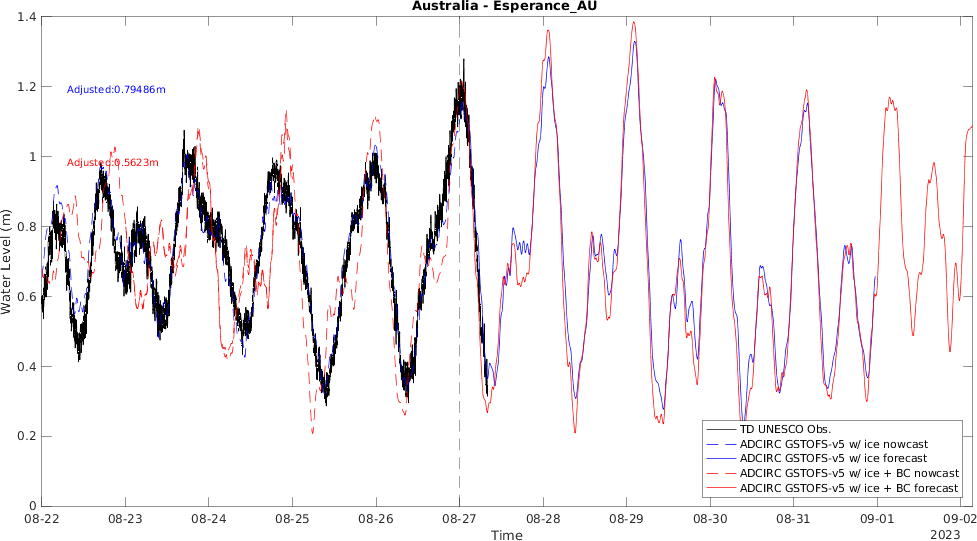 Australia - Esperance_AU
1.4
1.2
1
0.8
0.6
0.4
0.2
0
Water Level (m)
Adjusted:0.79486m
Adjusted:0.5623m
TD UNESCO Obs.
ADCIRC GSTOFS-v5 w/ ice nowcast
ADCIRC GSTOFS-v5 w/ ice forecast
ADCIRC GSTOFS-v5 w/ ice + BC nowcast
ADCIRC GSTOFS-v5 w/ ice + BC forecast
08-22 08-23 08-24 08-25 08-26 08-27 08-28 08-29 08-30 08-31 09-01 09-02
Time
2023